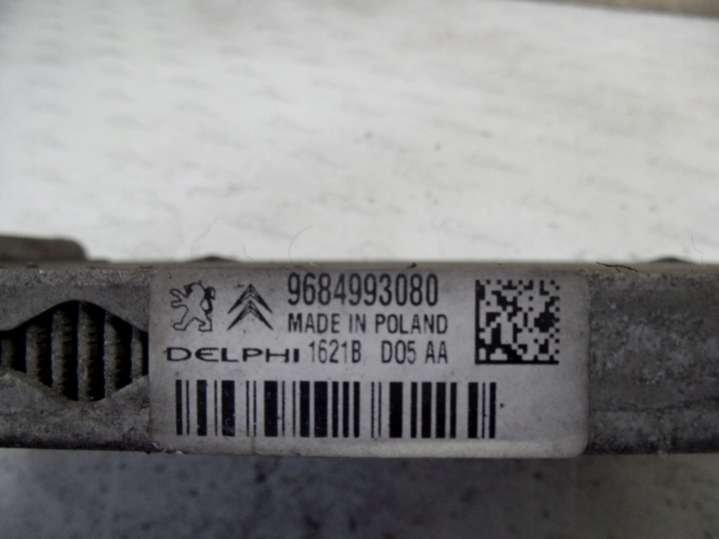 9684993080
MADE IN POLAND
DELPHI 1621B D05 AA